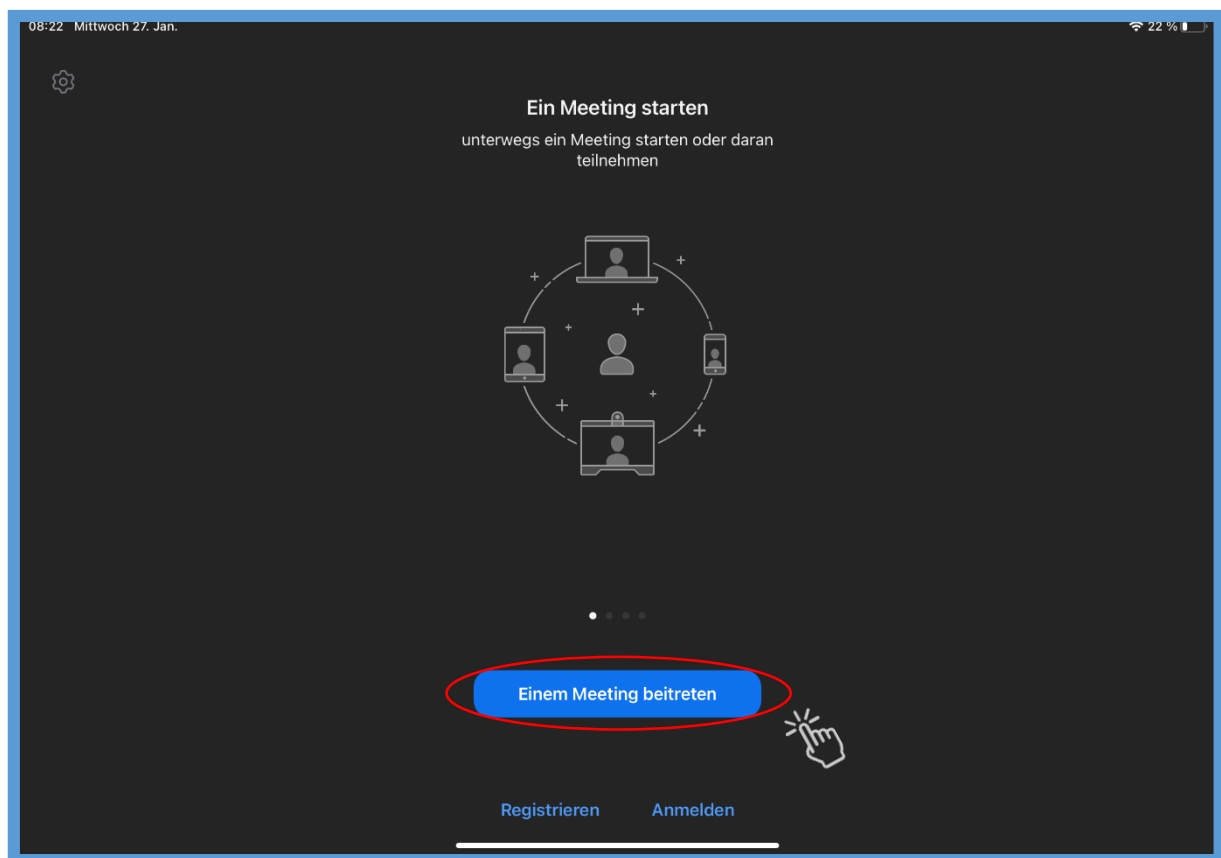 08:22 Mittwoch 27. Jan.
22 %
Ein Meeting starten
unterwegs ein Meeting starten oder daran
teilnehmen
Einem Meeting beitreten
Registrieren
Anmelden